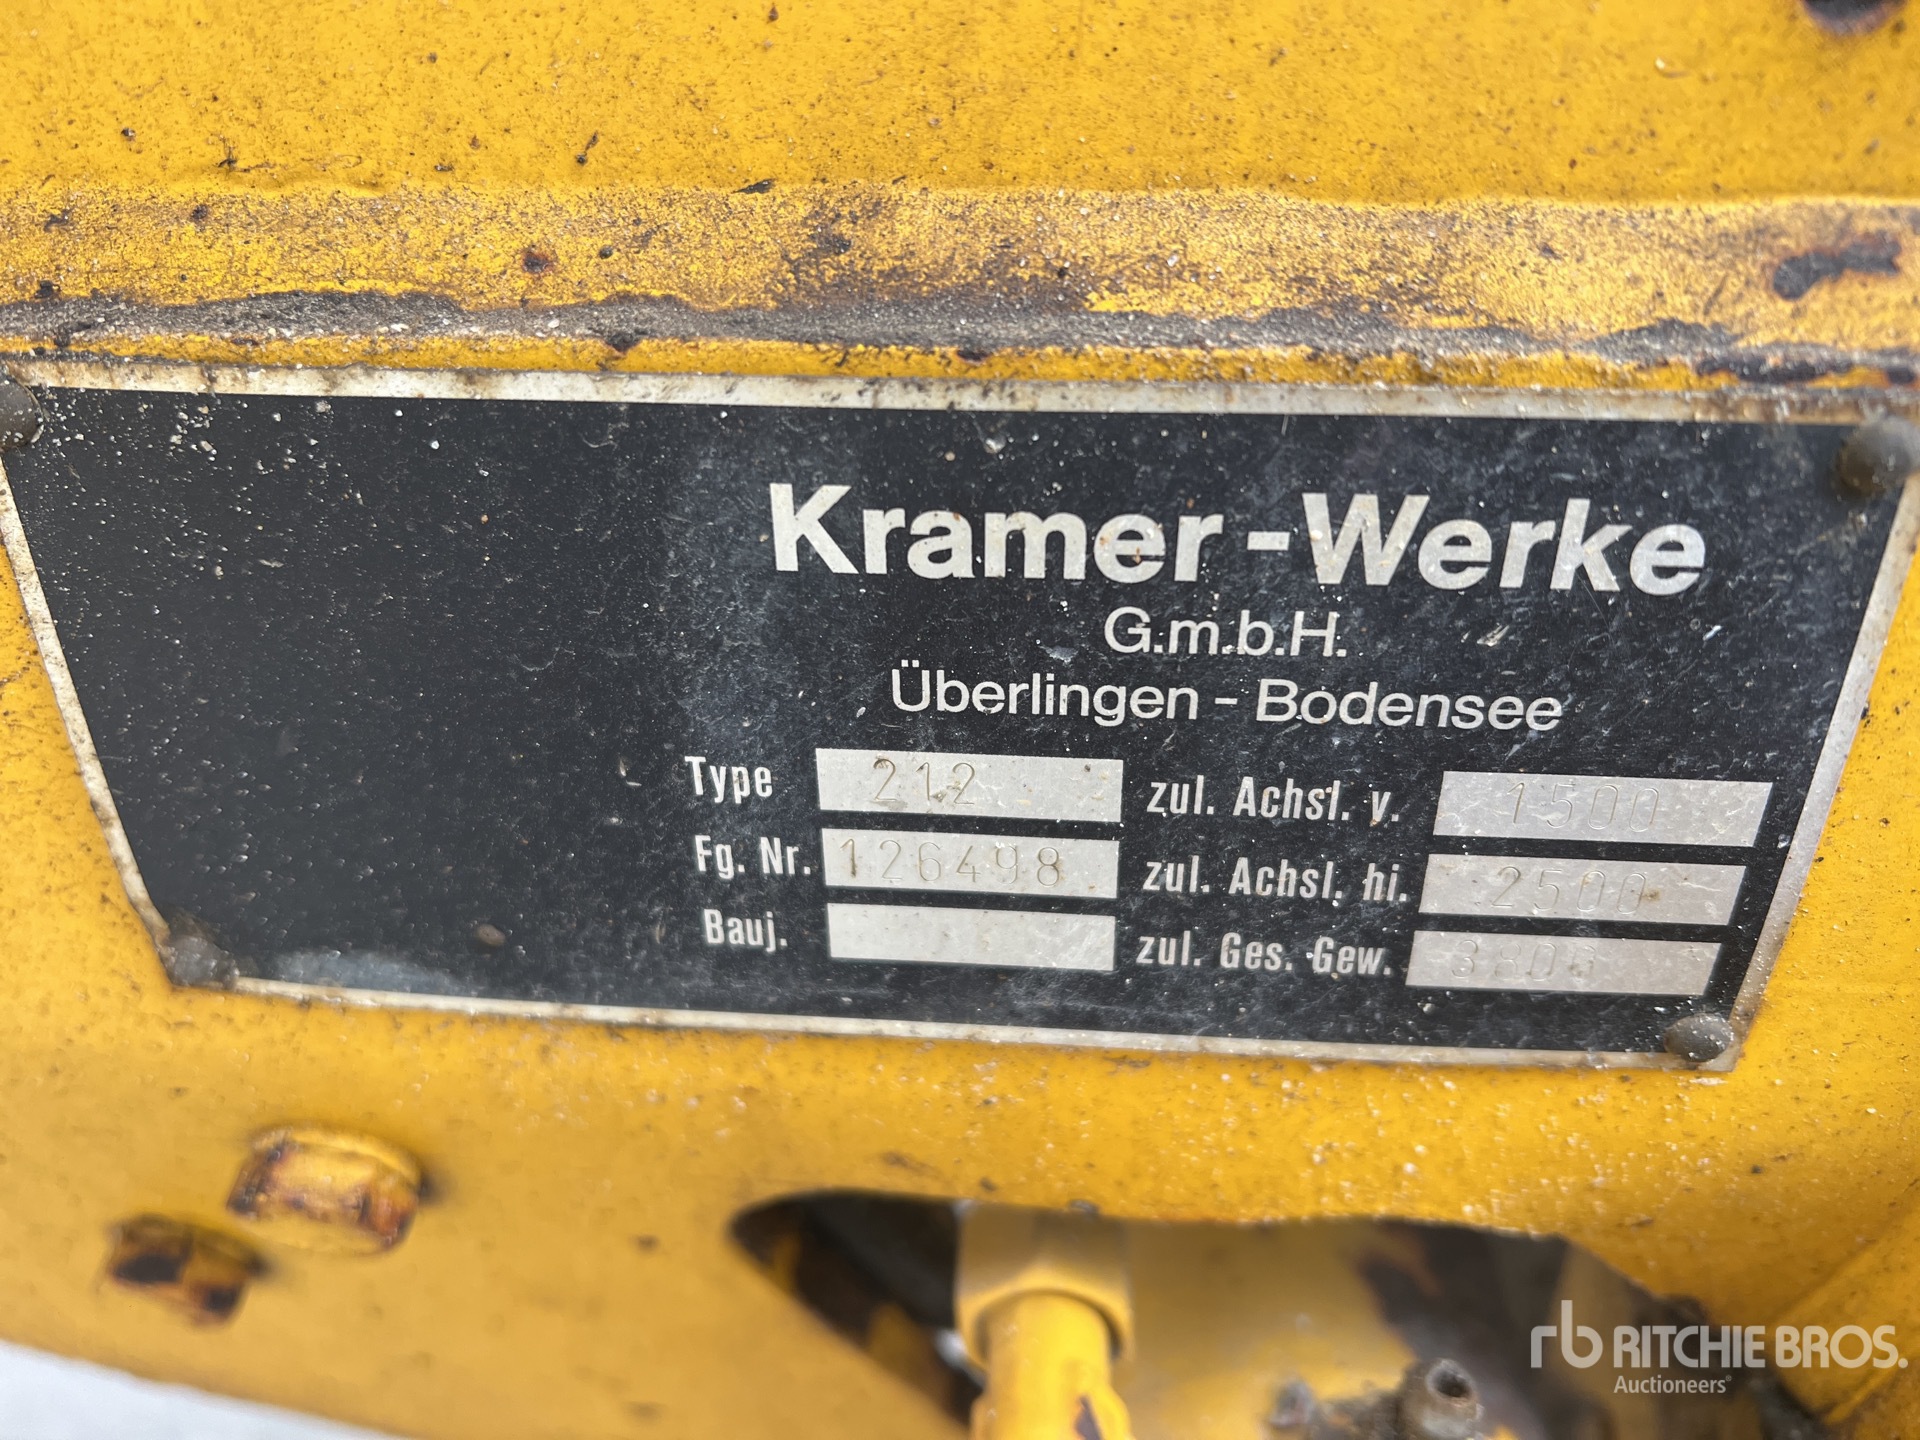 Kramer-Werke
G.m.b.H.
Überlingen - Bodensee
Type 212 zul. Achsl. v. 1500
Fg. Nr. 126498 zul. Achsl. hi. 2500
Bauj. zul. Ges. Gew.
rb RITCHIE BROS.
Auctioneers